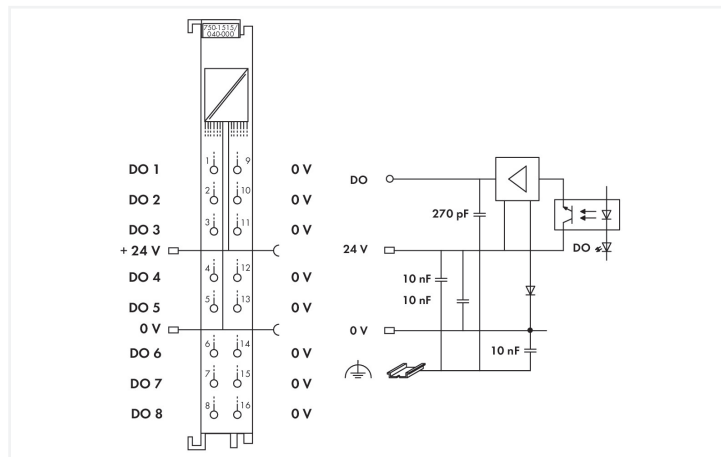 750-1515/
040-000
DO 1 1 9 0 V
DO 2 2 10 0 V
DO 3 3 11 0 V
+ 24 V
DO 4 4 12 0 V
DO 5 5 13 0 V
0 V
DO 6 6 14 0 V
DO 7 7 15 0 V
DO 8 8 16 0 V
DO
270 pF
DO
24 V
10 nF
10 nF
0 V
10 nF